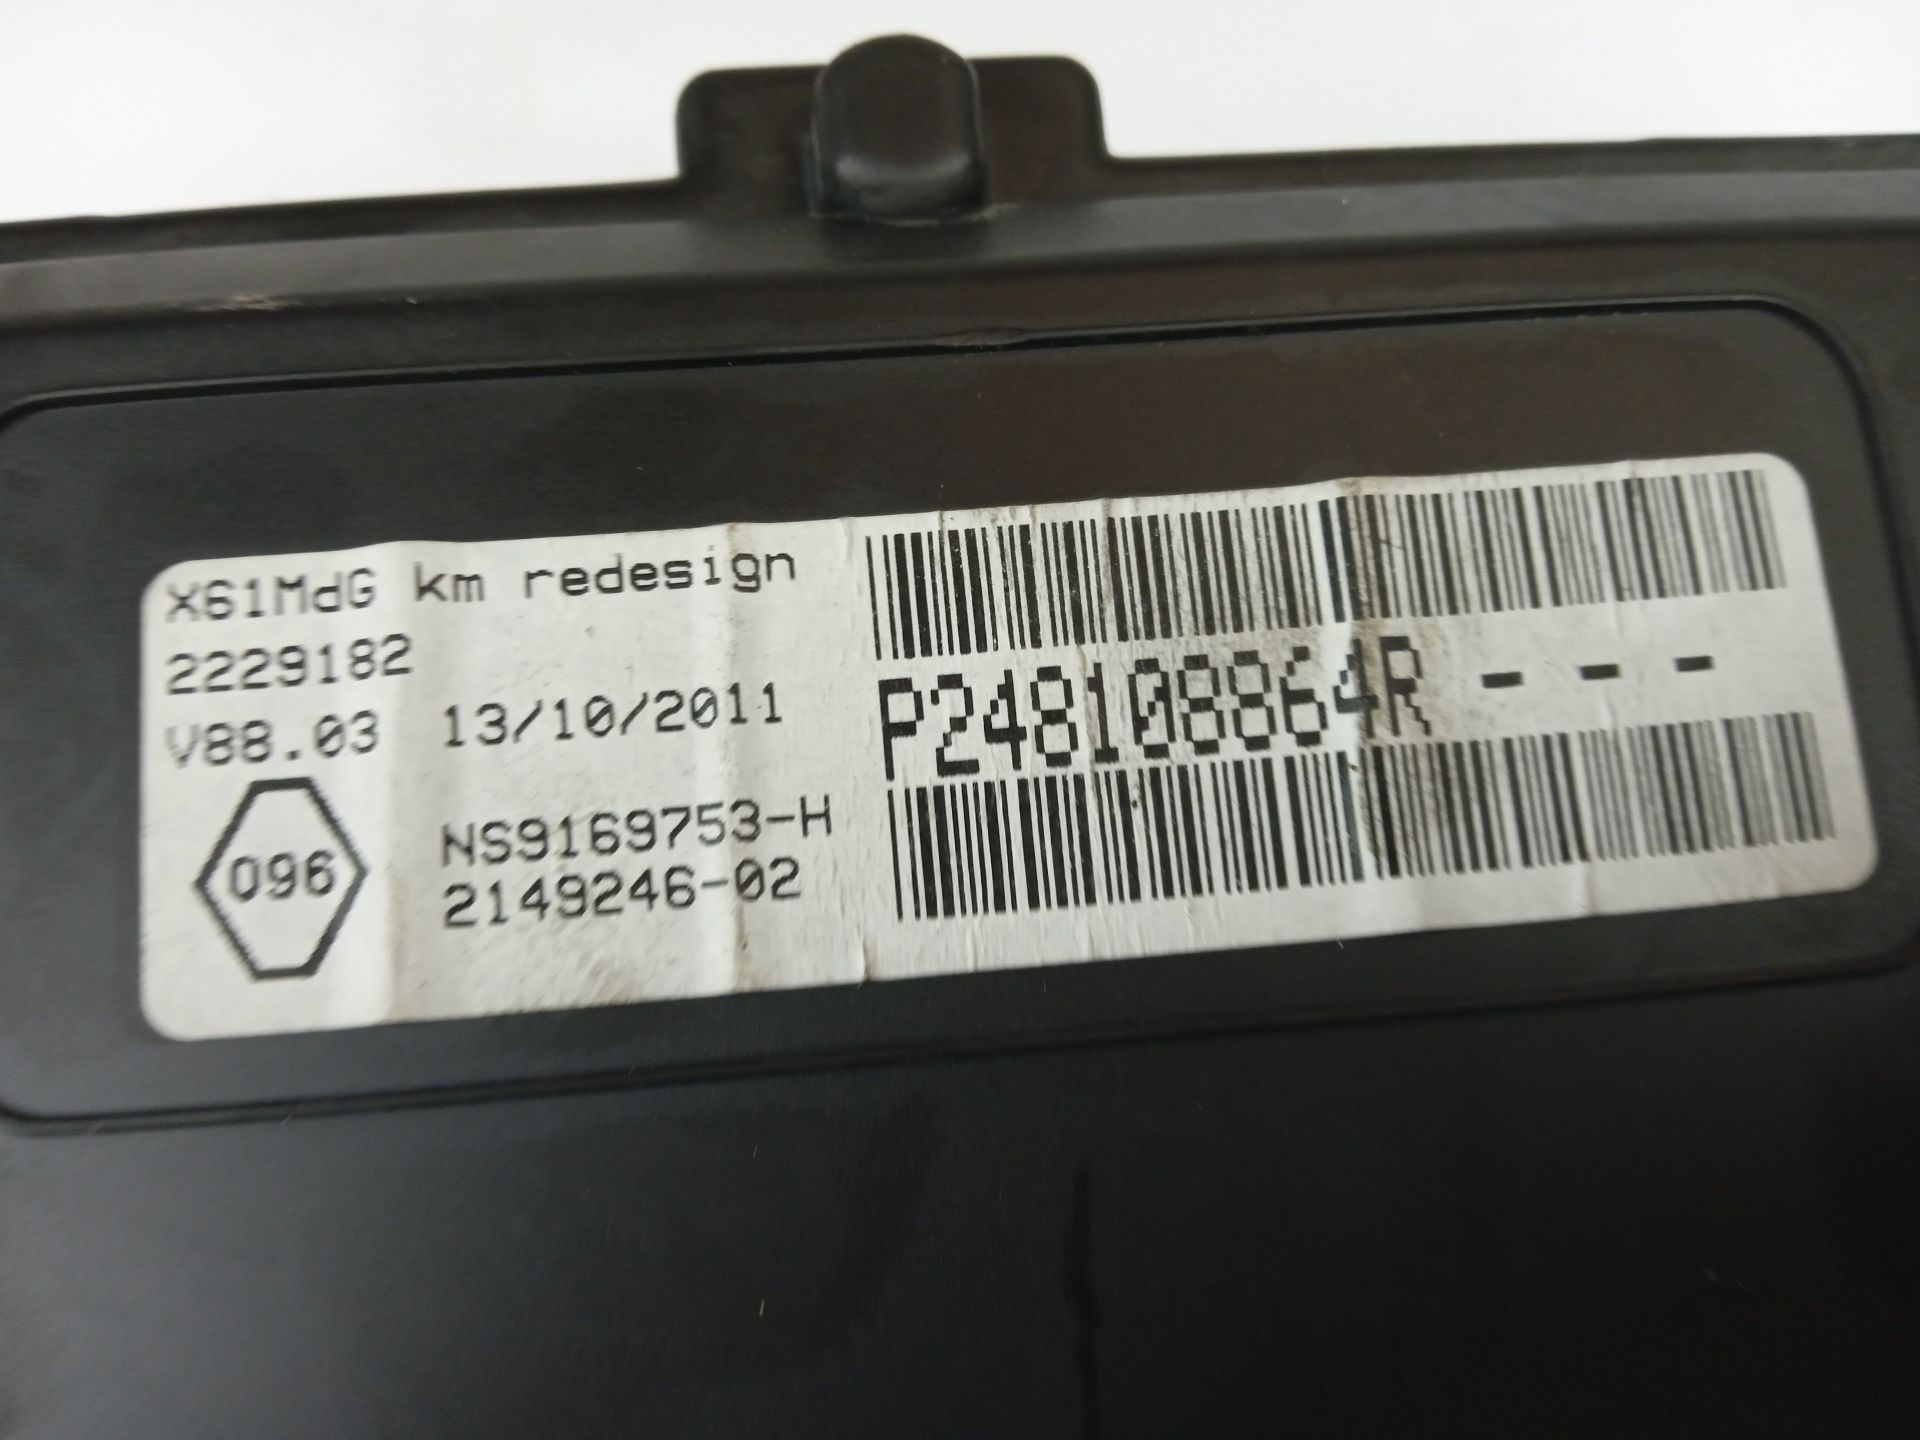 X61MdG km redesign
2229182
V88.03 13/10/2011
096
NS9169753-H
2149246-02
P248108864R - - -